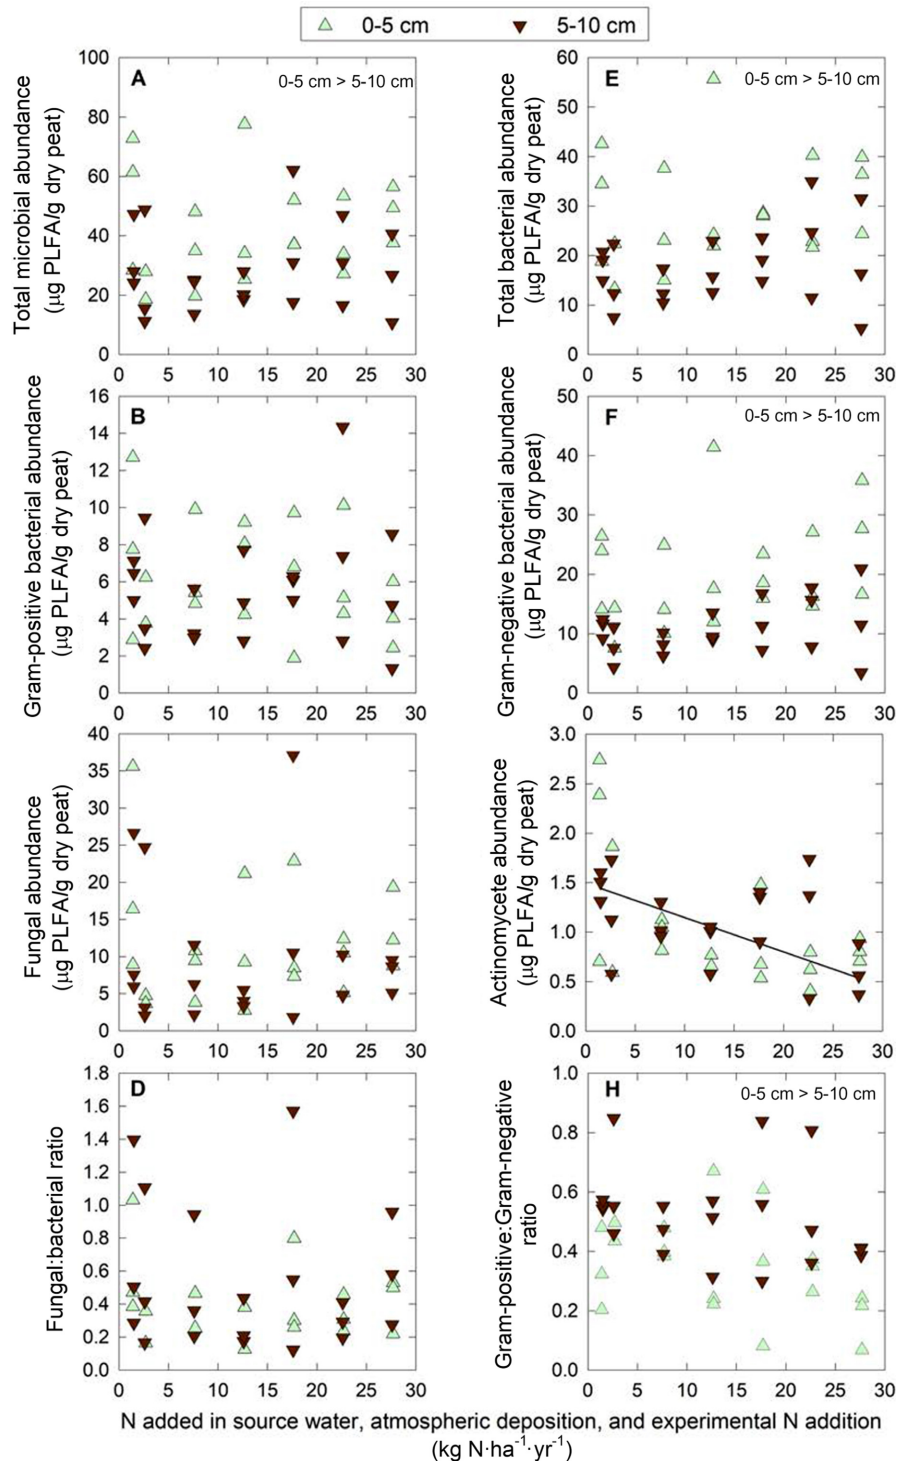 0-5 cm 5-10 cm
A
0-5 cm > 5-10 cm
Total microbial abundance
(µg PLFA/g dry peat)
100
80
60
40
20
0
0 5 10 15 20 25 30
E
0-5 cm > 5-10 cm
Total bacterial abundance
(µg PLFA/g dry peat)
60
50
40
30
20
10
0
0 5 10 15 20 25 30
B
Gram-positive bacterial abundance
(µg PLFA/g dry peat)
16
14
12
10
8
6
4
2
0
0 5 10 15 20 25 30
F
0-5 cm > 5-10 cm
Gram-negative bacterial abundance
(µg PLFA/g dry peat)
50
40
30
20
10
0
0 5 10 15 20 25 30
Fungal abundance
(µg PLFA/g dry peat)
40
35
30
25
20
15
10
5
0
0 5 10 15 20 25 30
Actinomycete abundance
(µg PLFA/g dry peat)
3.0
2.5
2.0
1.5
1.0
0.5
0.0
0 5 10 15 20 25 30
D
Fungal:bacterial ratio
1.8
1.6
1.4
1.2
1.0
0.8
0.6
0.4
0.2
0.0
0 5 10 15 20 25 30
H
0-5 cm > 5-10 cm
Gram-positive:Gram-negative
ratio
1.0
0.8
0.6
0.4
0.2
0.0
0 5 10 15 20 25 30
N added in source water, atmospheric deposition, and experimental N addition
(kg N·ha⁻¹·yr⁻¹)